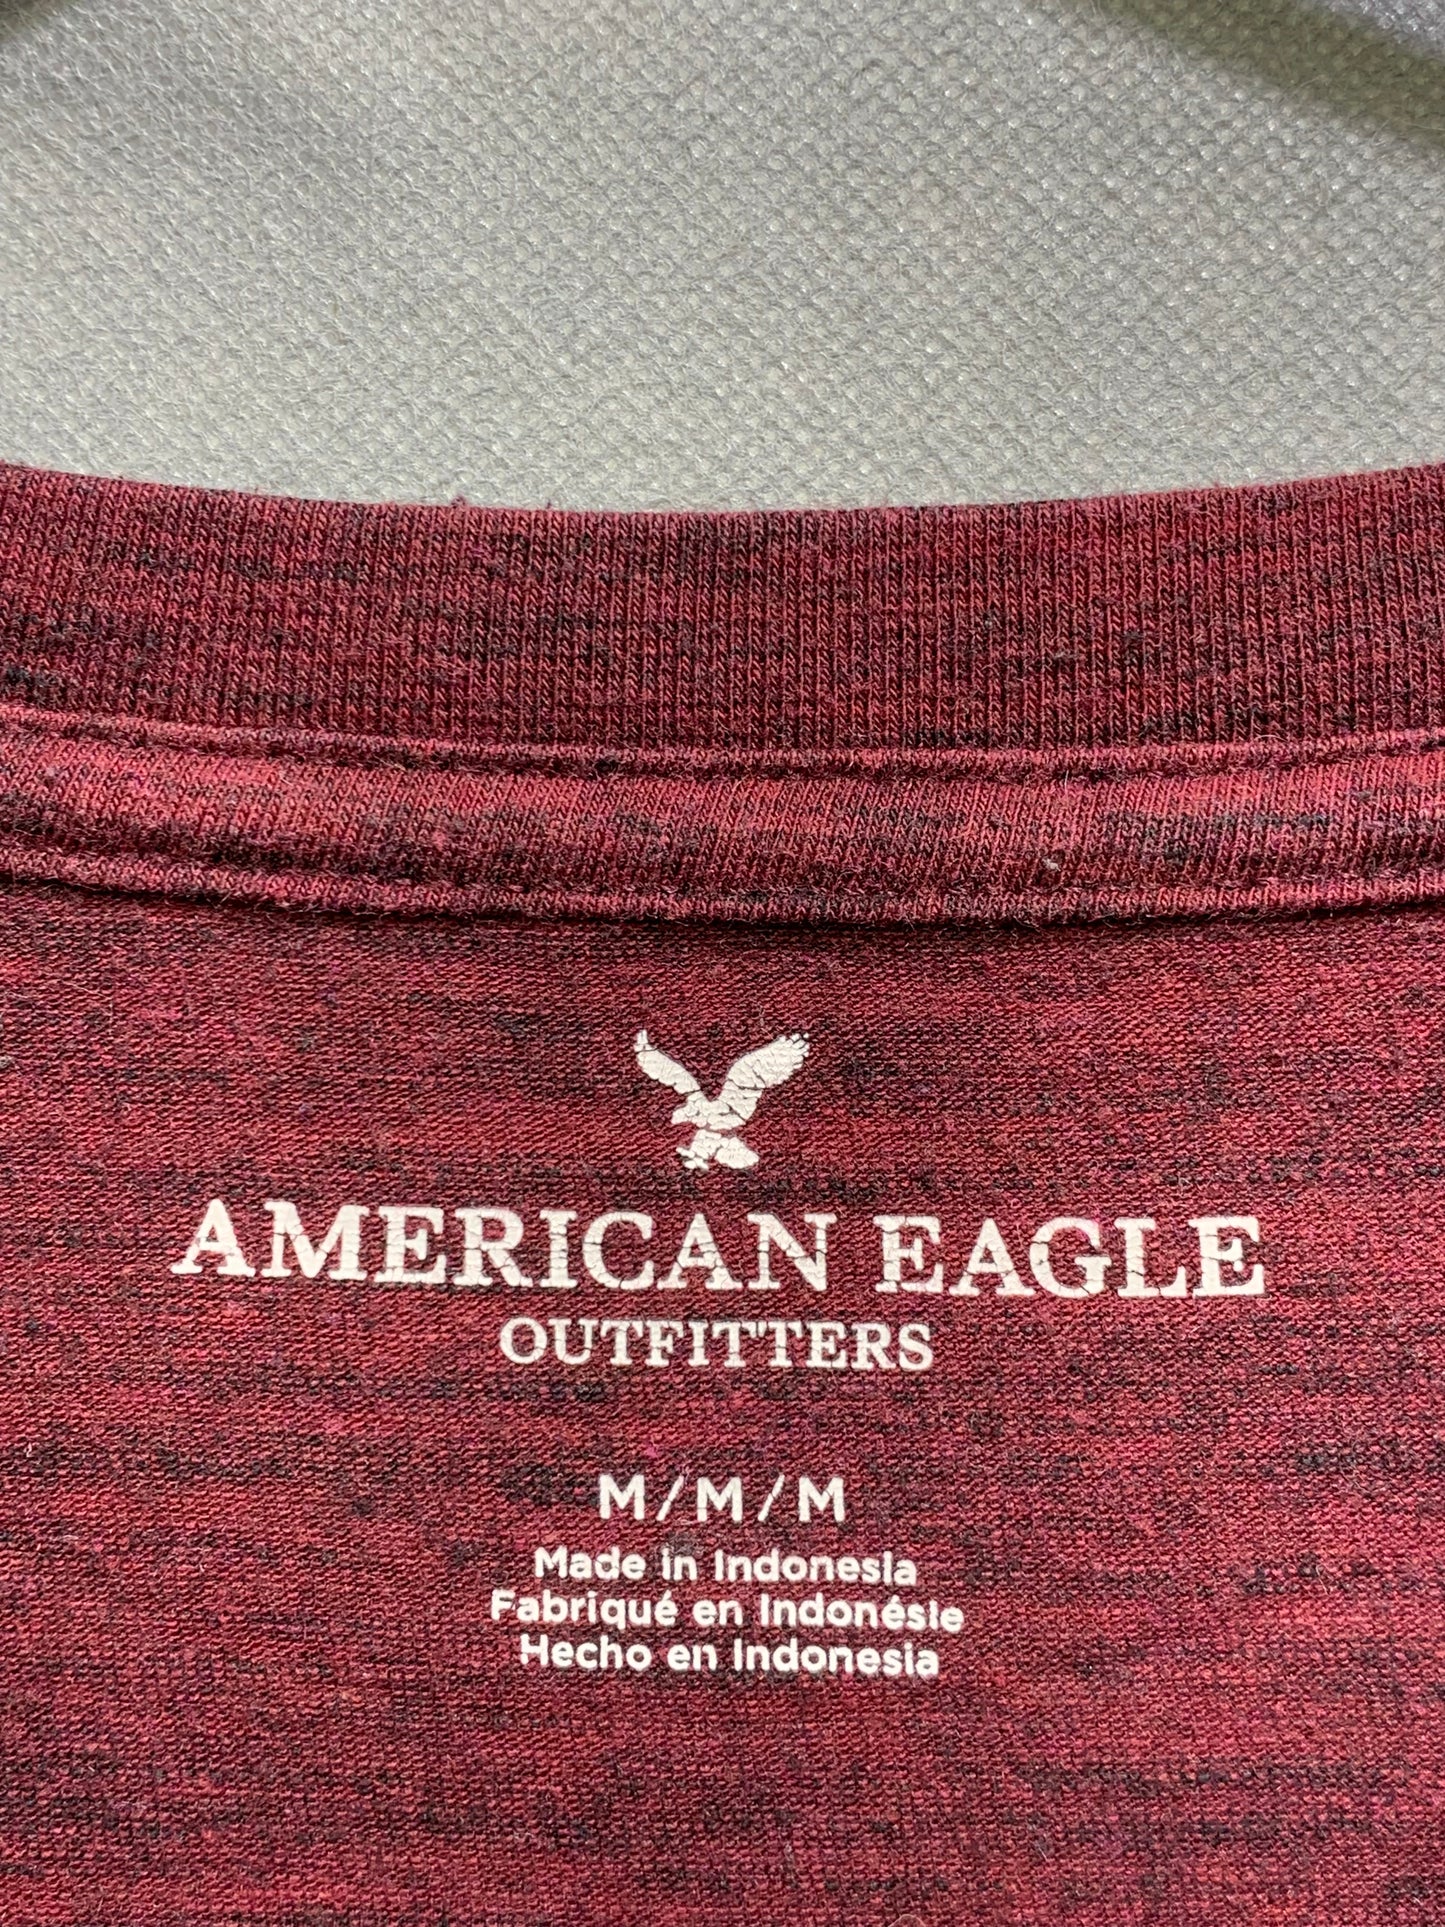 AMERICAN EAGLE
OUTFITTERS
M/M/M
Made in Indonesia
Fabriqué en Indonésie
Hecho en Indonesia